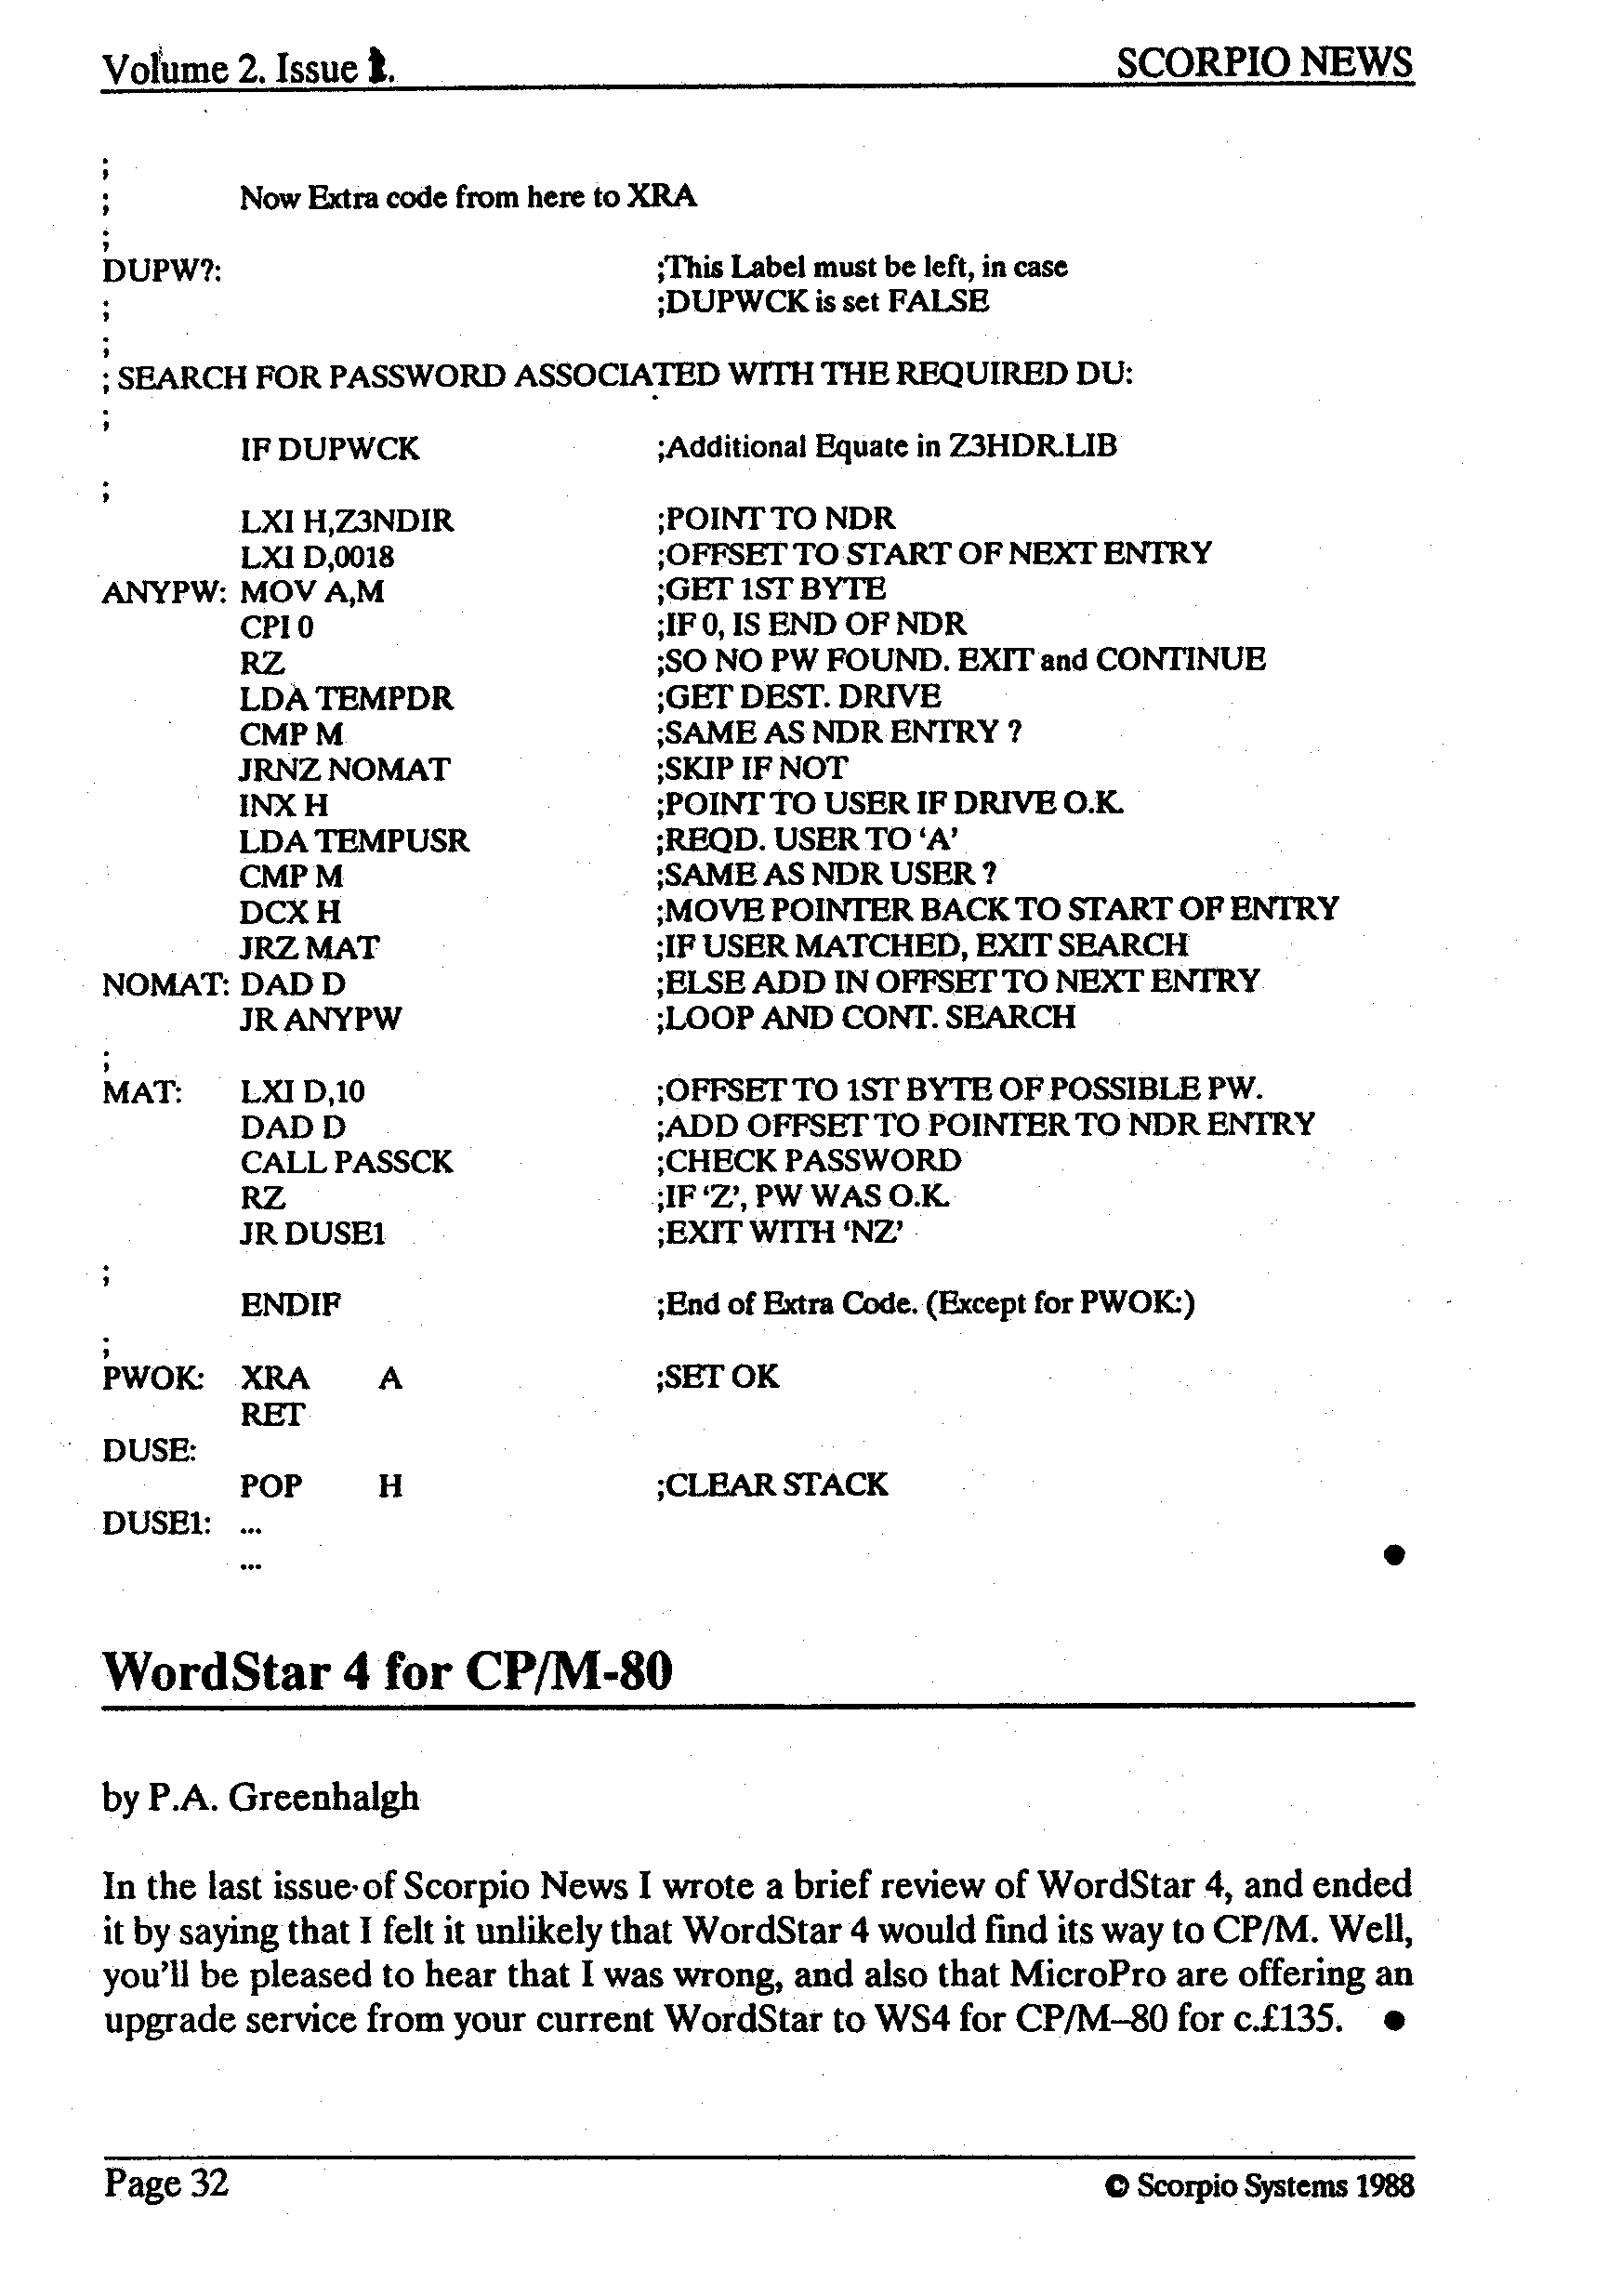 Volume 2. Issue 1.	SCORPIO NEWS
;
;	Now Extra code from here to XRA
;
DUPW?:	;This Label must be left, in case
;	;DUPWCK is set FALSE
;
; SEARCH FOR PASSWORD ASSOCIATED WITH THE REQUIRED DU:
;
	IF DUPWCK	;Additional Equate in Z3HDR.LIB
;
	LXI H,Z3NDIR	;POINT TO NDR
	LXI D,0018	;OFFSET TO START OF NEXT ENTRY
ANYPW:	MOV A,M	;GET 1ST BYTE
	CPI 0	;IF 0, IS END OF NDR
	RZ	;SO NO PW FOUND. EXIT and CONTINUE
	LDA TEMPDR	;GET DEST. DRIVE
	CMP M	;SAME AS NDR ENTRY ?
	JRNZ NOMAT	;SKIP IF NOT
	INX H	;POINT TO USER IF DRIVE O.K.
	LDA TEMPUSR	;REQD. USER TO ‘A’
	CMP M	;SAME AS NDR USER ?
	DCX H	;MOVE POINTER BACK TO START OF ENTRY
	JRZ MAT	;IF USER MATCHED, EXIT SEARCH
NOMAT:	DAD D	;ELSE ADD IN OFFSET TO NEXT ENTRY
	JR ANYPW	;LOOP AND CONT. SEARCH
;
MAT:	LXI D,10	;OFFSET TO 1ST BYTE OF POSSIBLE PW.
	DAD D	;ADD OFFSET TO POINTER TO NDR ENTRY
	CALL PASSCK	;CHECK PASSWORD
	RZ	;IF ‘Z’, PW WAS O.K.
	JR DUSE1	;EXIT WITH ‘NZ’
;
	ENDIF	;End of Extra Code. (Except for PWOK:)
;
PWOK:	XRA	A	;SET OK
	RET
DUSE:
	POP	H	;CLEAR STACK
DUSE1:	...
	...	●
WordStar 4 for CP/M-80
by P.A. Greenhalgh
In the last issue of Scorpio News I wrote a brief review of WordStar 4, and ended
it by saying that I felt it unlikely that WordStar 4 would find its way to CP/M. Well,
you’ll be pleased to hear that I was wrong, and also that MicroPro are offering an
upgrade service from your current WordStar to WS4 for CP/M–80 for c.£135. ●
Page 32	© Scorpio Systems 1988